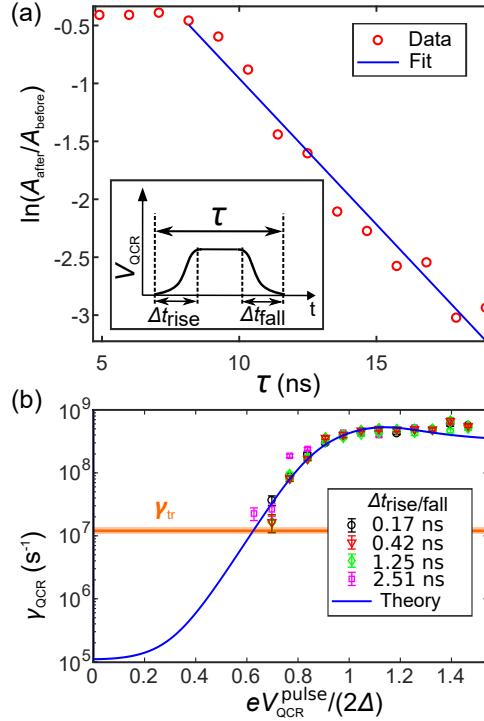 (a)
-0.5
-1
-1.5
-2
-2.5
-3
ln(A_after/A_before)
Data
Fit
τ
V_QCR
t
Δt_rise
Δt_fall
5 10 15
τ (ns)
(b)
10^9
10^8
10^7
10^6
10^5
γ_QCR (s^-1)
γ_tr
Δt_rise/fall
0.17 ns
0.42 ns
1.25 ns
2.51 ns
Theory
0 0.2 0.4 0.6 0.8 1 1.2 1.4
eV_QCR^pulse/(2Δ)